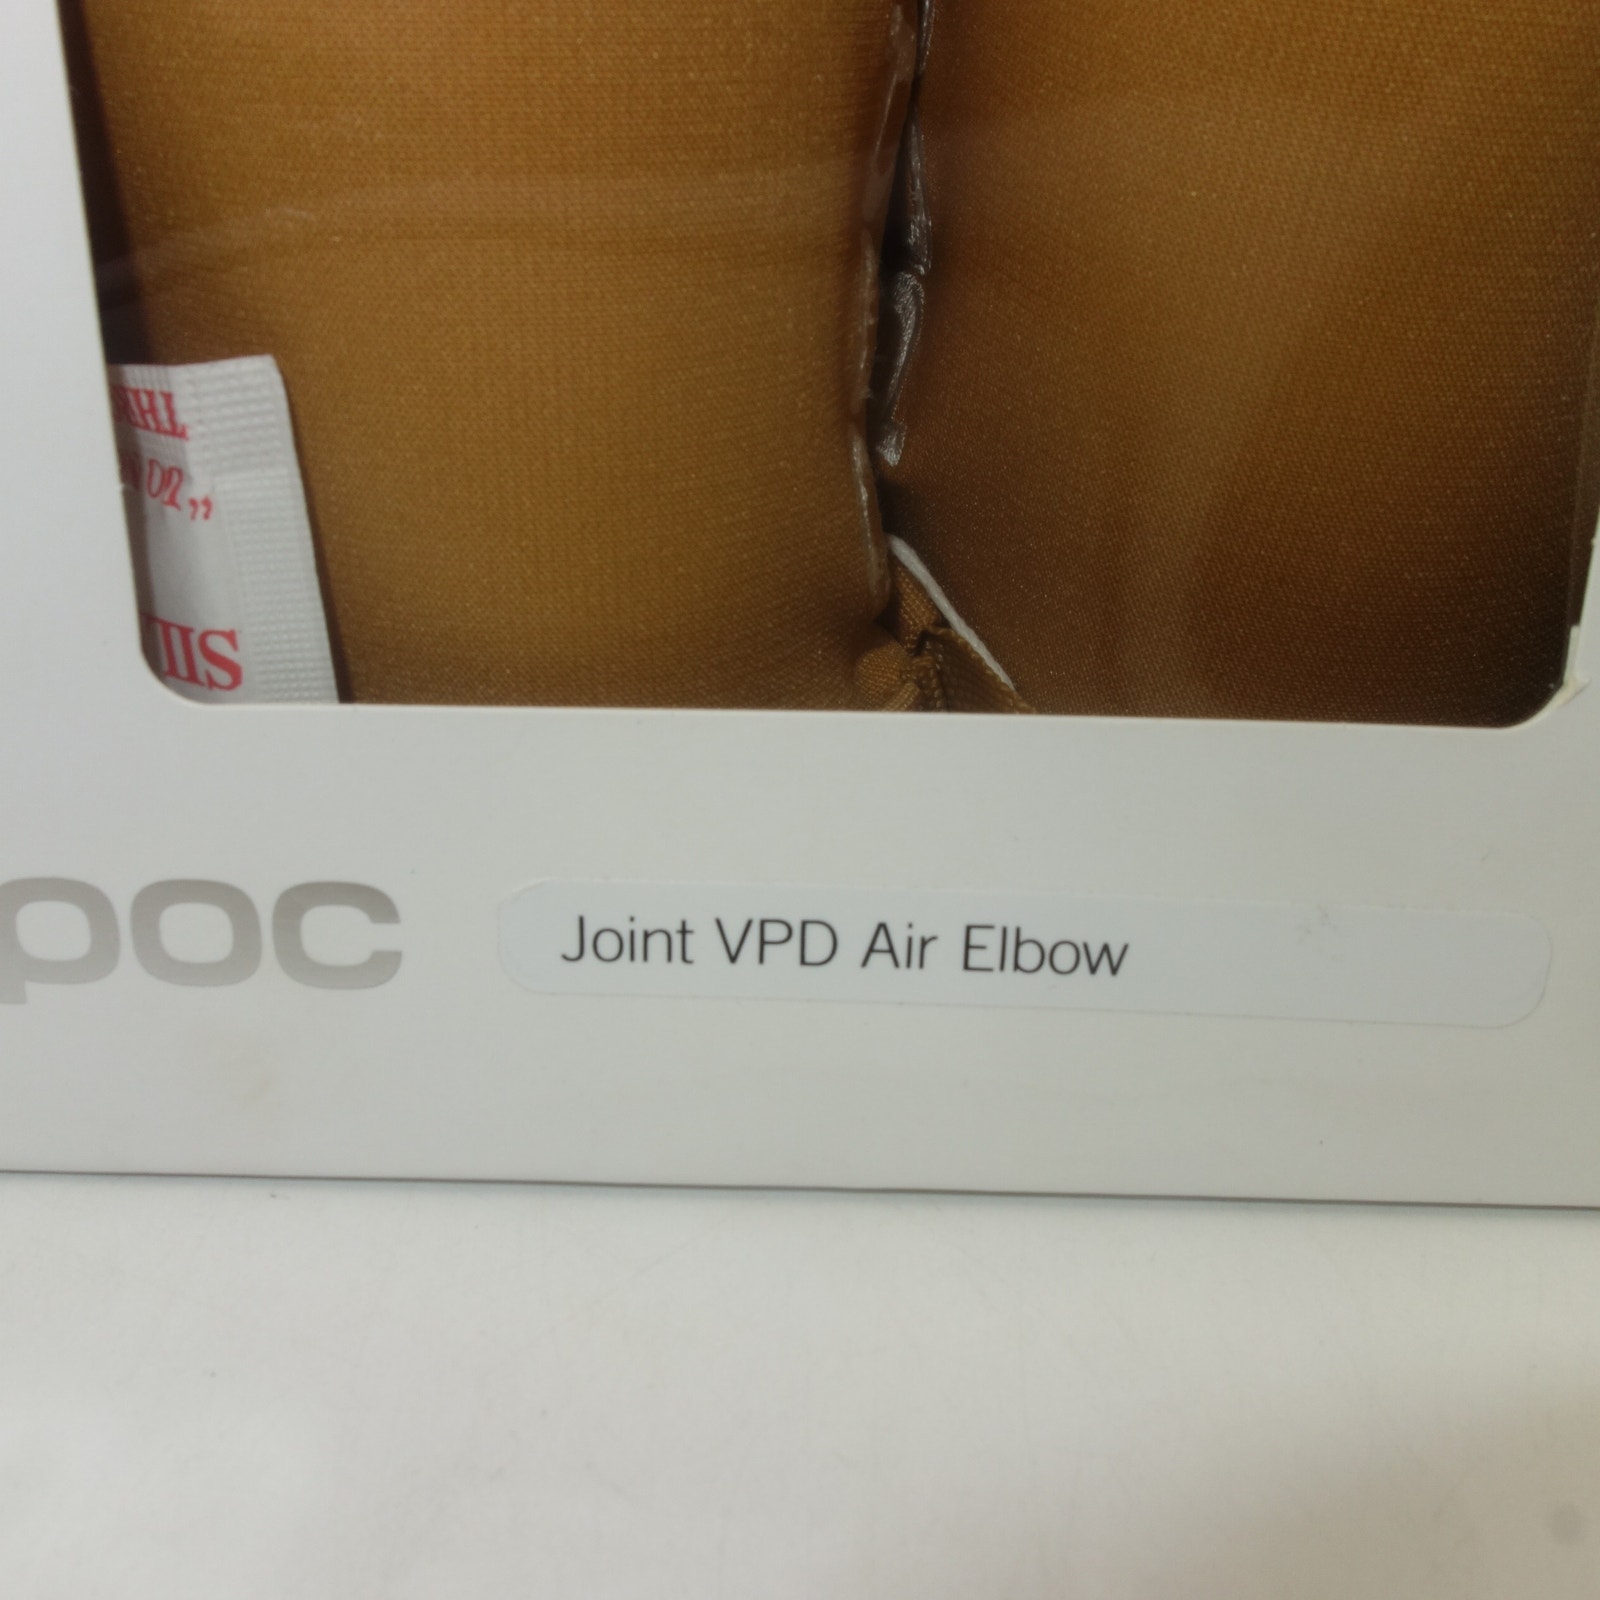 poc
Joint VPD Air Elbow